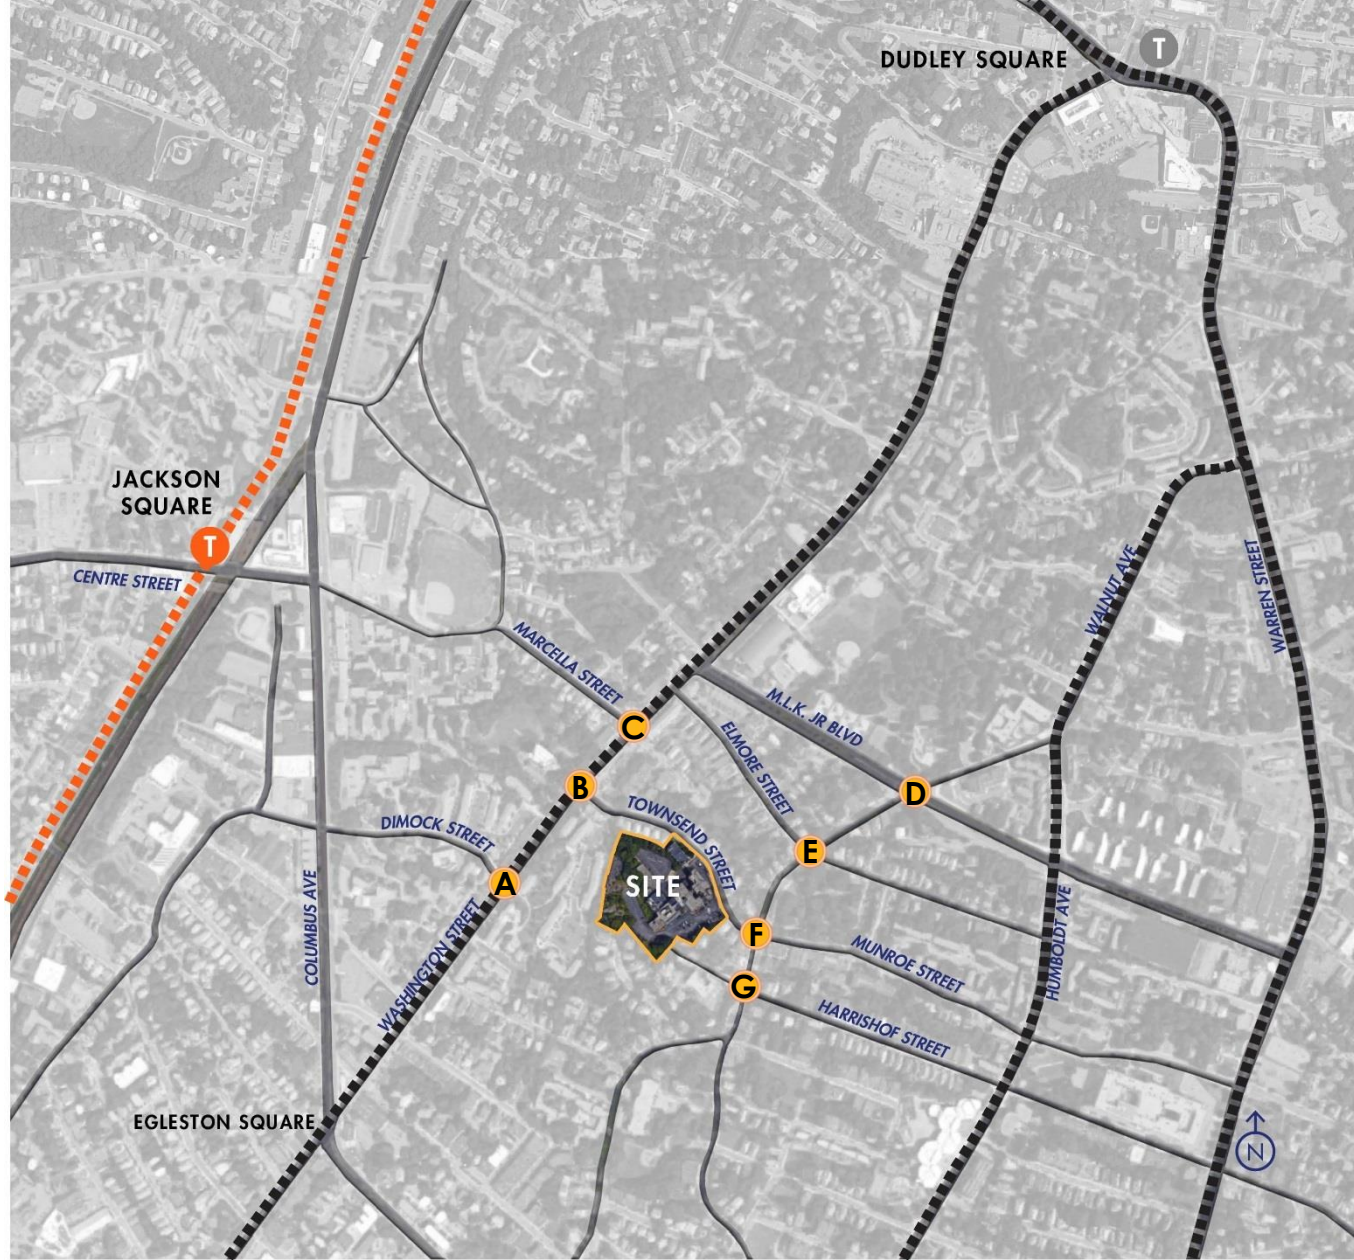 T
DUDLEY SQUARE
JACKSON
SQUARE
T
CENTRE STREET
WALNUT AVE
WARREN STREET
MARCELLA STREET
M.L.K. JR BLVD
C
ELMORE STREET
B
D
TOWNSEND STREET
DIMOCK STREET
E
A
SITE
COLUMBUS AVE
WASHINGTON STREET
HUMBOLDT AVE
F
MUNROE STREET
G
HARRISHOF STREET
EGLESTON SQUARE
N